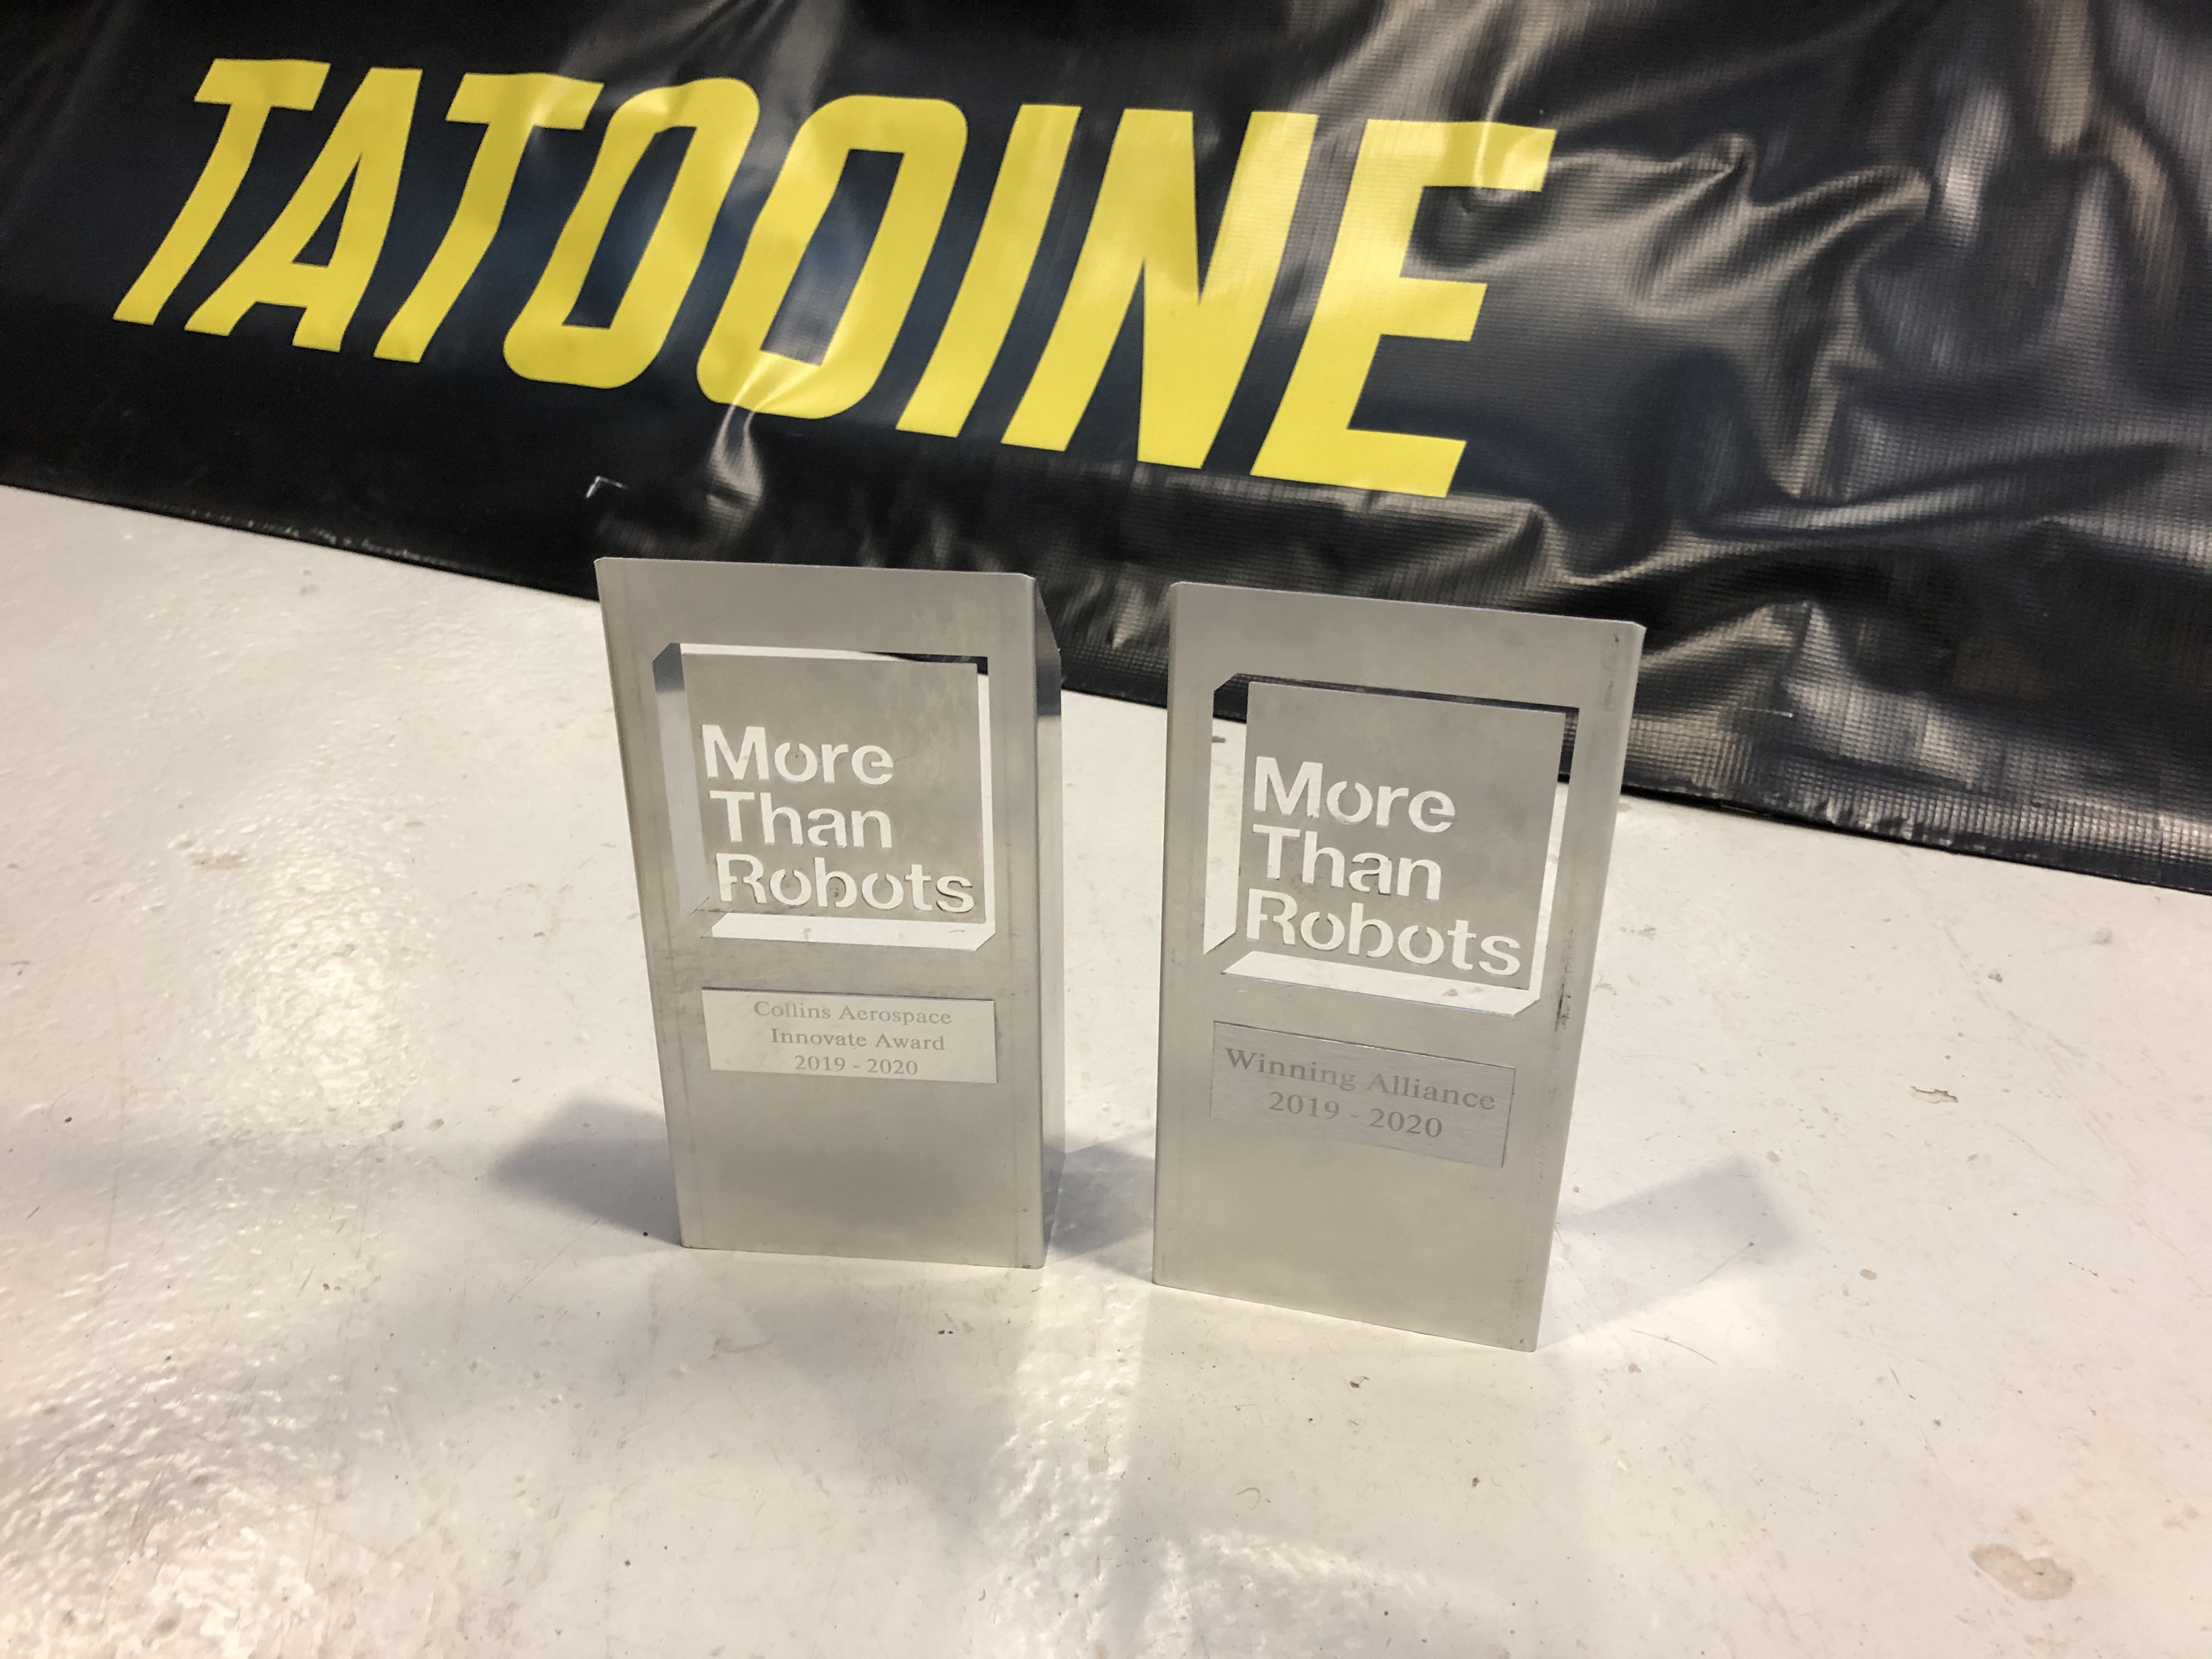 TATOOINE
More
Than
Robots
Collins Aerospace
Innovate Award
2019 - 2020
More
Than
Robots
Winning Alliance
2019 - 2020